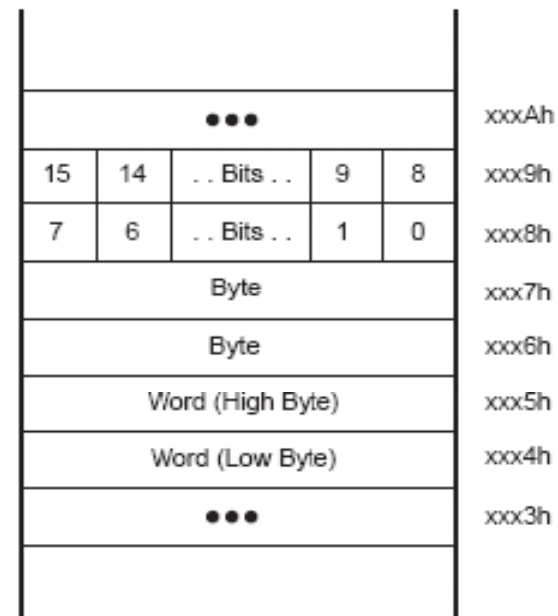 ●●● xxxAh
15 14 . . Bits . . 9 8 xxx9h
7 6 . . Bits . . 1 0 xxx8h
Byte xxx7h
Byte xxx6h
Word (High Byte) xxx5h
Word (Low Byte) xxx4h
●●● xxx3h